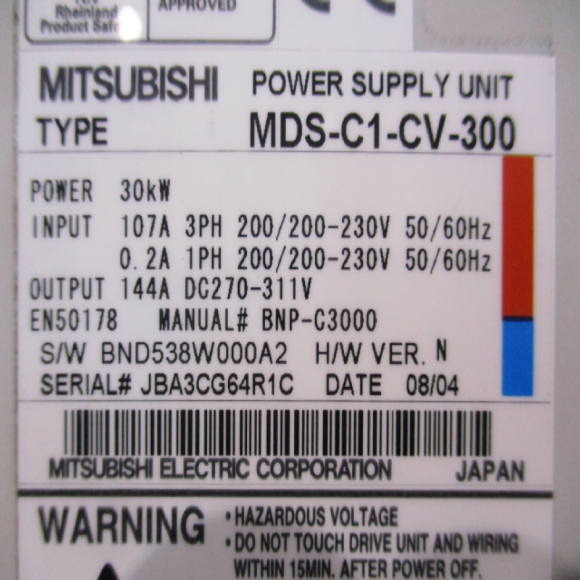 Rheinland
Product Safety
APPROVED
MITSUBISHI POWER SUPPLY UNIT
TYPE MDS-C1-CV-300
POWER 30kW
INPUT 107A 3PH 200/200-230V 50/60Hz
0.2A 1PH 200/200-230V 50/60Hz
OUTPUT 144A DC270-311V
EN50178 MANUAL# BNP-C3000
S/W BND538W000A2 H/W VER. N
SERIAL# JBA3CG64R1C DATE 08/04
MITSUBISHI ELECTRIC CORPORATION JAPAN
WARNING
• HAZARDOUS VOLTAGE
• DO NOT TOUCH DRIVE UNIT AND WIRING
WITHIN 15MIN. AFTER POWER OFF.